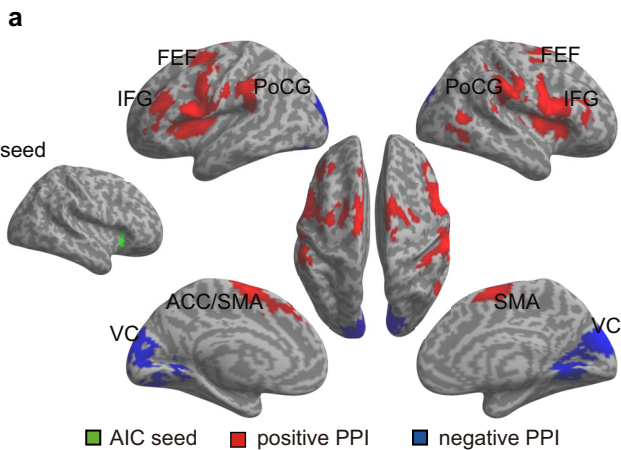 a
FEF
IFG
PoCG
FEF
PoCG
IFG
seed
ACC/SMA
VC
SMA
VC
AIC seed
positive PPI
negative PPI